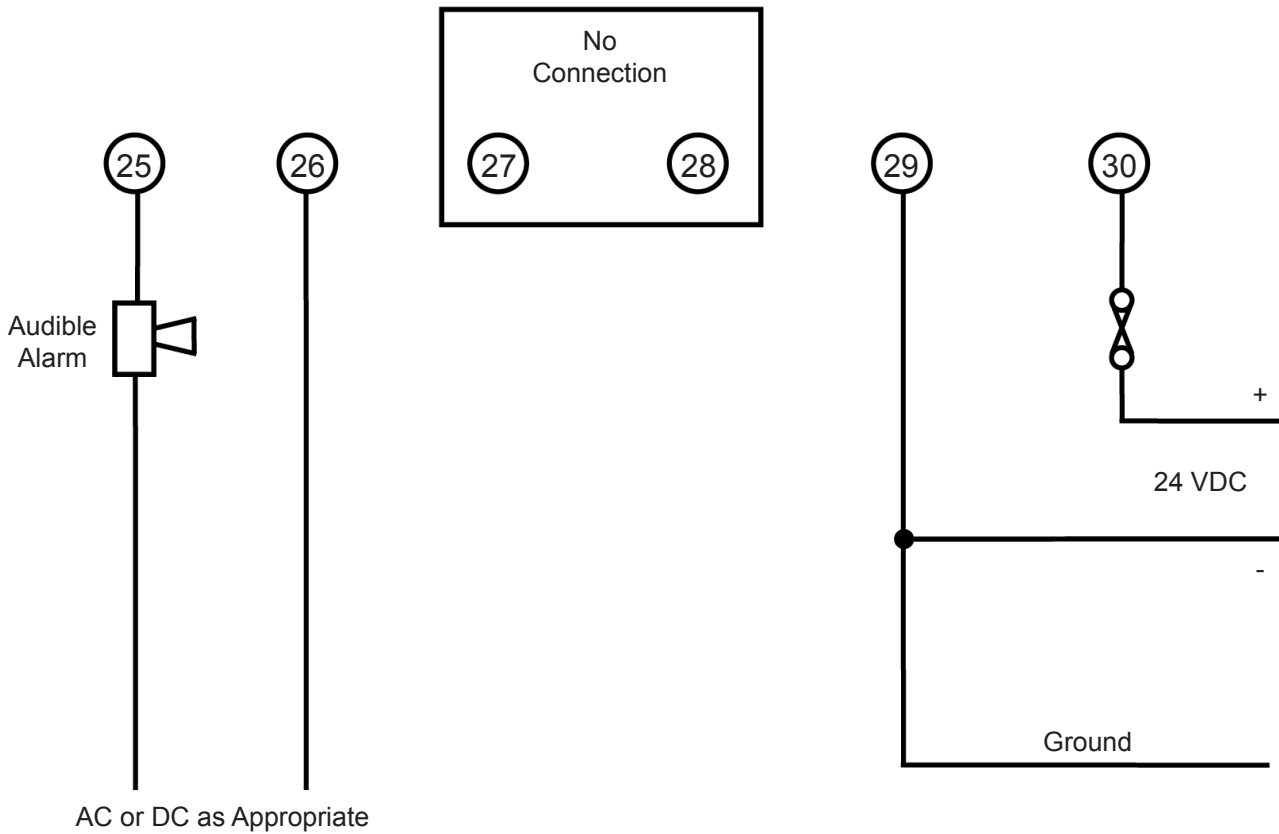 No
Connection
25
26
27
28
29
30
Audible
Alarm
+
24 VDC
-
Ground
AC or DC as Appropriate